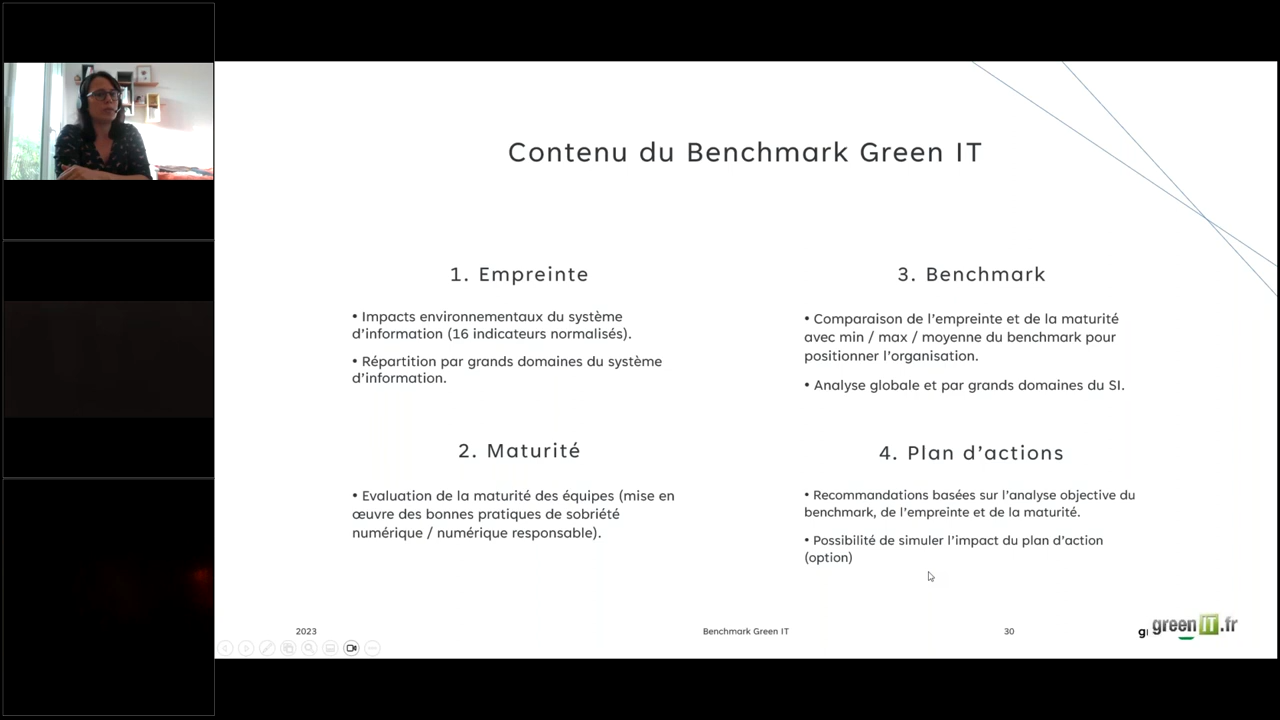 Contenu du Benchmark Green IT
1. Empreinte
• Impacts environnementaux du système
d’information (16 indicateurs normalisés).
• Répartition par grands domaines du système
d’information.
2. Maturité
• Evaluation de la maturité des équipes (mise en
œuvre des bonnes pratiques de sobriété
numérique / numérique responsable).
3. Benchmark
• Comparaison de l’empreinte et de la maturité
avec min / max / moyenne du benchmark pour
positionner l’organisation.
• Analyse globale et par grands domaines du SI.
4. Plan d’actions
• Recommandations basées sur l’analyse objective du
benchmark, de l’empreinte et de la maturité.
• Possibilité de simuler l’impact du plan d’action
(option)
2023
Benchmark Green IT
30
green IT.fr